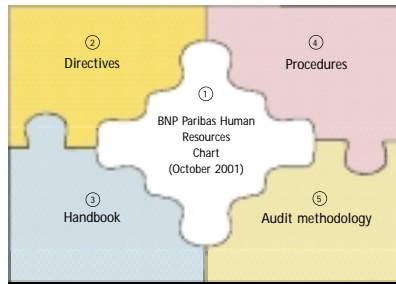 ②
Directives
④
Procedures
①
BNP Paribas Human
Resources
Chart
(October 2001)
③
Handbook
⑤
Audit methodology